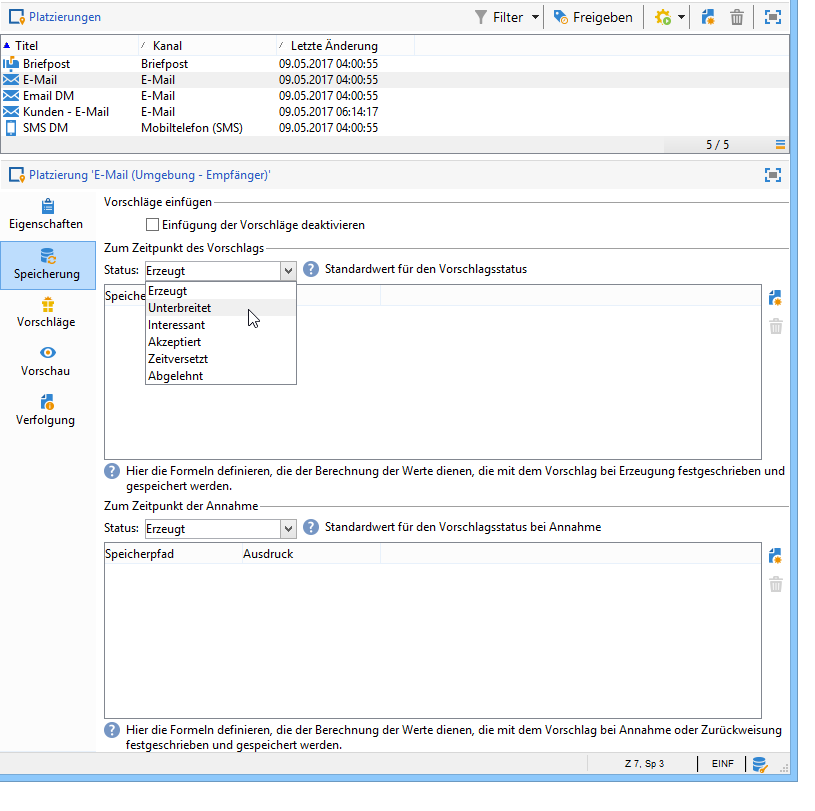 Platzierungen
Filter
Freigeben
Titel Kanal Letzte Änderung
Briefpost Briefpost 09.05.2017 04:00:55
E-Mail E-Mail 09.05.2017 04:00:55
Email DM E-Mail 09.05.2017 04:00:55
Kunden - E-Mail E-Mail 09.05.2017 06:14:17
SMS DM Mobiltelefon (SMS) 09.05.2017 04:00:55
5 / 5
Platzierung 'E-Mail (Umgebung - Empfänger)'
Eigenschaften
Speicherung
Vorschläge
Vorschau
Verfolgung
Vorschläge einfügen
Einfügung der Vorschläge deaktivieren
Zum Zeitpunkt des Vorschlags
Status: Erzeugt ? Standardwert für den Vorschlagsstatus
Speiche
Erzeugt
Unterbreitet
Interessant
Akzeptiert
Zeitversetzt
Abgelehnt
? Hier die Formeln definieren, die der Berechnung der Werte dienen, die mit dem Vorschlag bei Erzeugung festgeschrieben und
gespeichert werden.
Zum Zeitpunkt der Annahme
Status: Erzeugt ? Standardwert für den Vorschlagsstatus bei Annahme
Speicherpfad Ausdruck
? Hier die Formeln definieren, die der Berechnung der Werte dienen, die mit dem Vorschlag bei Annahme oder Zurückweisung
festgeschrieben und gespeichert werden.
Z 7, Sp 3 EINF